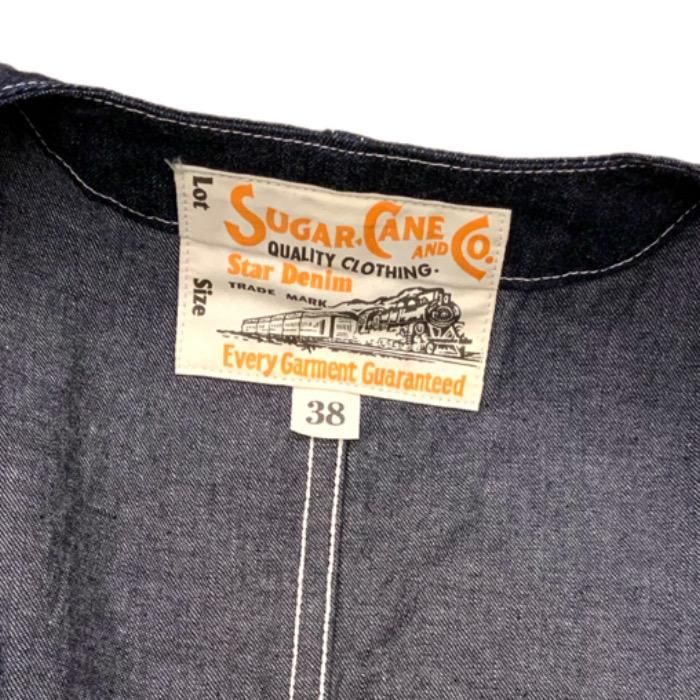 Lot
Size
SUGAR·CANE AND CO.
QUALITY CLOTHING.
Star Denim
TRADE MARK
Every Garment Guaranteed
38